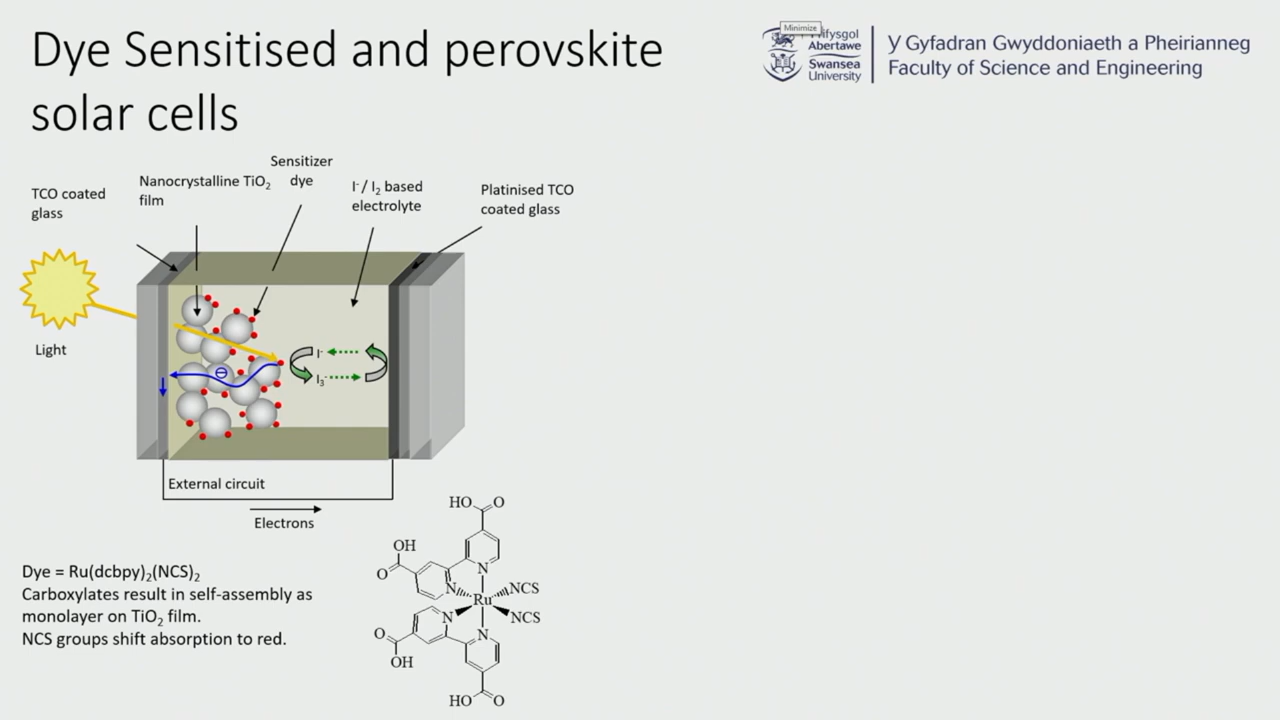 Dye Sensitised and perovskite
solar cells
Minimize
Abertawe
Swansea
University
Y Gyfadran Gwyddoniaeth a Pheirianneg
Faculty of Science and Engineering
TCO coated
glass
Nanocrystalline TiO₂
film
Sensitizer
dye
I⁻/ I₂ based
electrolyte
Platinised TCO
coated glass
Light
I⁻
I₃⁻
External circuit
Electrons
Dye = Ru(dcbpy)₂(NCS)₂
Carboxylates result in self-assembly as
monolayer on TiO₂ film.
NCS groups shift absorption to red.
HO O
OH
O
N
N NCS
Ru
N NCS
N
O
OH
HO O